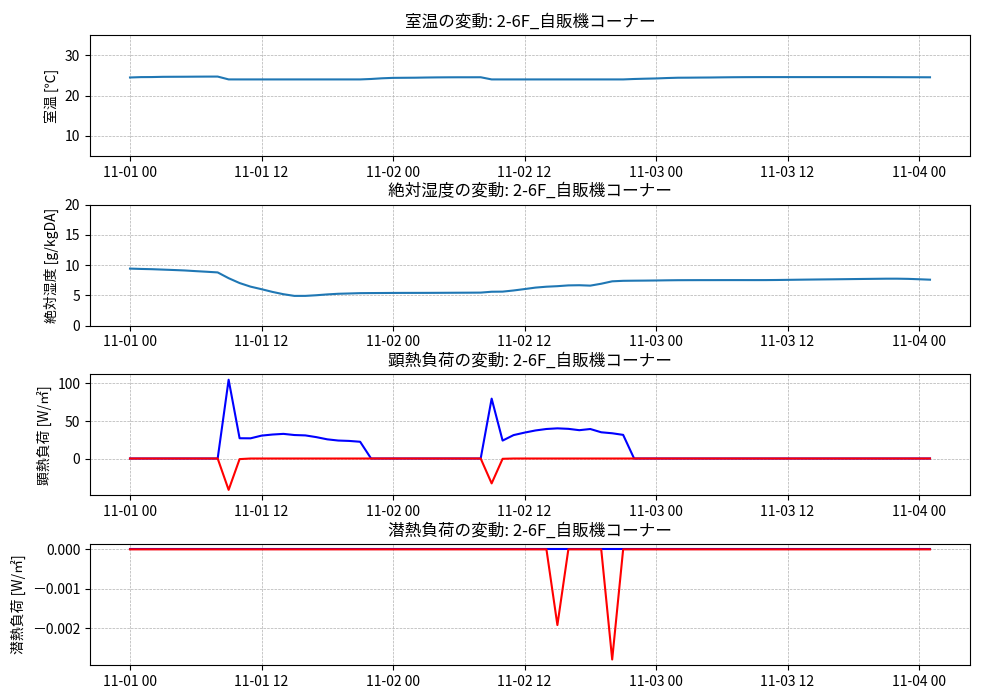 室温の変動: 2-6F_自販機コーナー
室温 [℃]
30
20
10
11-01 00 11-01 12 11-02 00 11-02 12 11-03 00 11-03 12 11-04 00
絶対湿度の変動: 2-6F_自販機コーナー
絶対湿度 [g/kgDA]
20
15
10
5
0
11-01 00 11-01 12 11-02 00 11-02 12 11-03 00 11-03 12 11-04 00
顕熱負荷の変動: 2-6F_自販機コーナー
顕熱負荷 [W/㎡]
100
50
0
11-01 00 11-01 12 11-02 00 11-02 12 11-03 00 11-03 12 11-04 00
潜熱負荷の変動: 2-6F_自販機コーナー
潜熱負荷 [W/㎡]
0.000
−0.001
−0.002
11-01 00 11-01 12 11-02 00 11-02 12 11-03 00 11-03 12 11-04 00